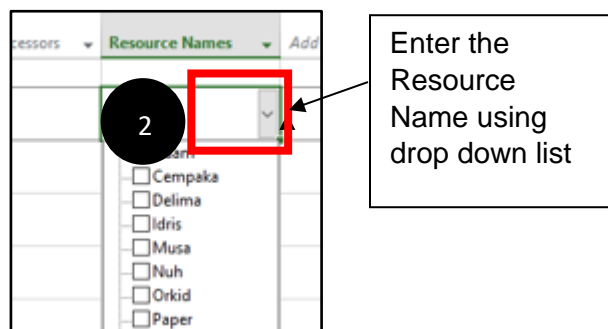 Resource Names
Add
2
Cempaka
Delima
Idris
Musa
Nuh
Orkid
Paper
Enter the
Resource
Name using
drop down list